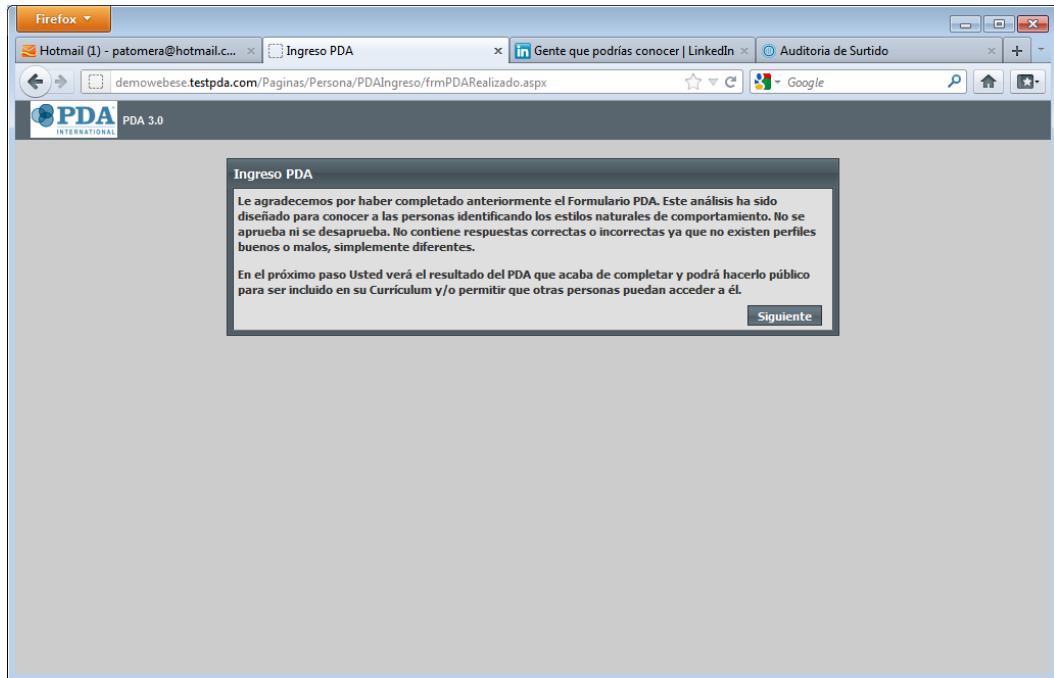 Firefox
Hotmail (1) - patomera@hotmail.c...
Ingreso PDA
Gente que podrías conocer | LinkedIn
Auditoria de Surtido
demowebese.testpda.com/Paginas/Persona/PDAIngreso/frmPDARealizado.aspx
Google
PDA
INTERNATIONAL
PDA 3.0
Ingreso PDA
Le agradecemos por haber completado anteriormente el Formulario PDA. Este análisis ha sido
diseñado para conocer a las personas identificando los estilos naturales de comportamiento. No se
aprueba ni se desaprueba. No contiene respuestas correctas o incorrectas ya que no existen perfiles
buenos o malos, simplemente diferentes.
En el próximo paso Usted verá el resultado del PDA que acaba de completar y podrá hacerlo público
para ser incluido en su Currículum y/o permitir que otras personas puedan acceder a él.
Siguiente